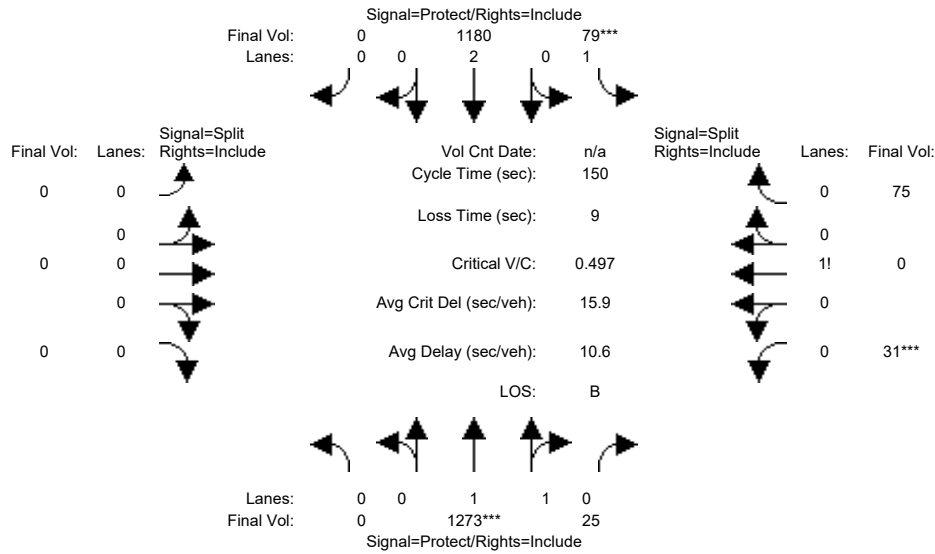 Signal=Protect/Rights=Include
Final Vol: 0 1180 79***
Lanes: 0 0 2 0 1
Signal=Split
Final Vol: Lanes: Rights=Include
Vol Cnt Date: n/a
Signal=Split
Rights=Include Lanes: Final Vol:
Cycle Time (sec): 150
0 0
0 75
Loss Time (sec): 9
0
0
0 0
Critical V/C: 0.497
1! 0
0
Avg Crit Del (sec/veh): 15.9
0
0 0
Avg Delay (sec/veh): 10.6
0 31***
LOS: B
Lanes: 0 0 1 1 0
Final Vol: 0 1273*** 25
Signal=Protect/Rights=Include